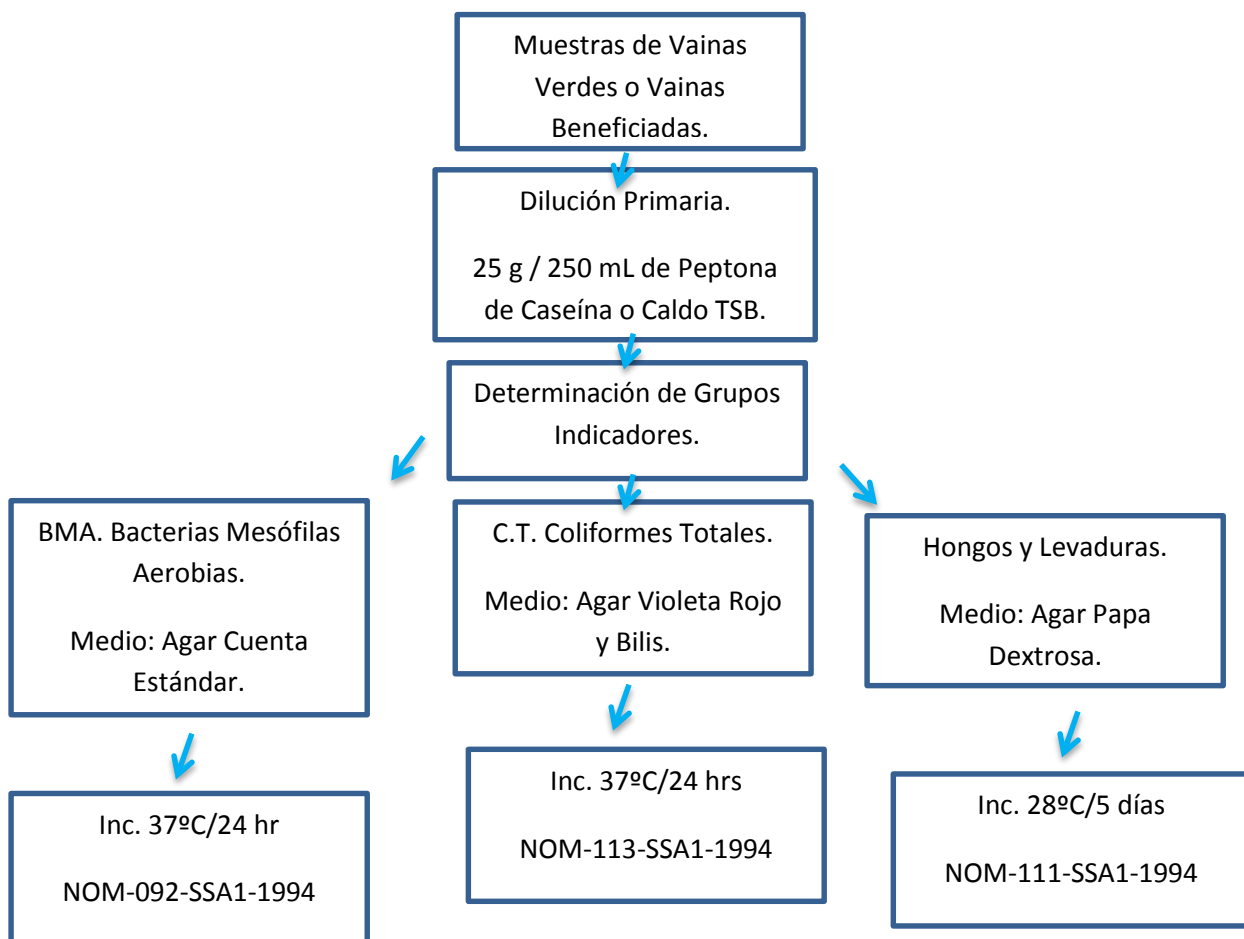 Muestras de Vainas
Verdes o Vainas
Beneficiadas.
Dilución Primaria.
25 g / 250 mL de Peptona
de Caseína o Caldo TSB.
Determinación de Grupos
Indicadores.
BMA. Bacterias Mesófilas
Aerobias.
Medio: Agar Cuenta
Estándar.
C.T. Coliformes Totales.
Medio: Agar Violeta Rojo
y Bilis.
Hongos y Levaduras.
Medio: Agar Papa
Dextrosa.
Inc. 37ºC/24 hr
NOM-092-SSA1-1994
Inc. 37ºC/24 hrs
NOM-113-SSA1-1994
Inc. 28ºC/5 días
NOM-111-SSA1-1994